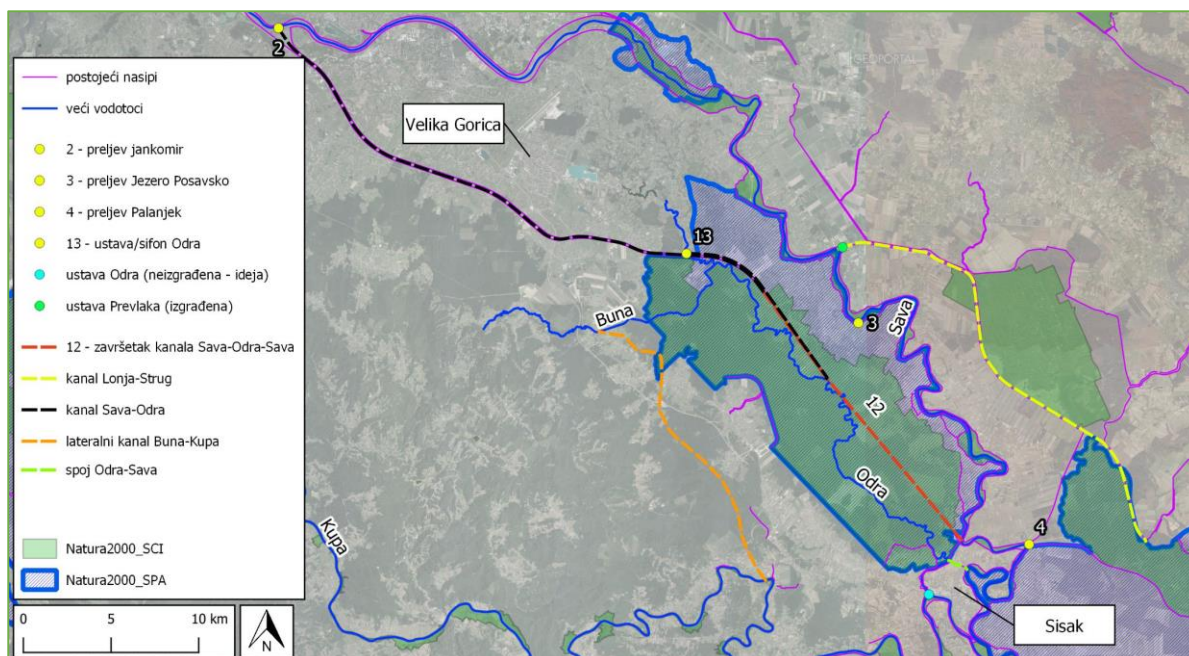 GEOPORTAL
2
postojeći nasipi
veći vodotoci
Velika Gorica
2 - preljev jankomir
3 - preljev Jezero Posavsko
4 - preljev Palanjek
13 - ustava/sifon Odra
ustava Odra (neizgrađena - ideja)
ustava Prevlaka (izgrađena)
12 - završetak kanala Sava-Odra-Sava
kanal Lonja-Strug
kanal Sava-Odra
lateralni kanal Buna-Kupa
spoj Odra-Sava
Natura2000_SCI
Natura2000_SPA
0
5
10 km
N
13
Buna
3
Sava
12
Odra
Kupa
4
Sisak